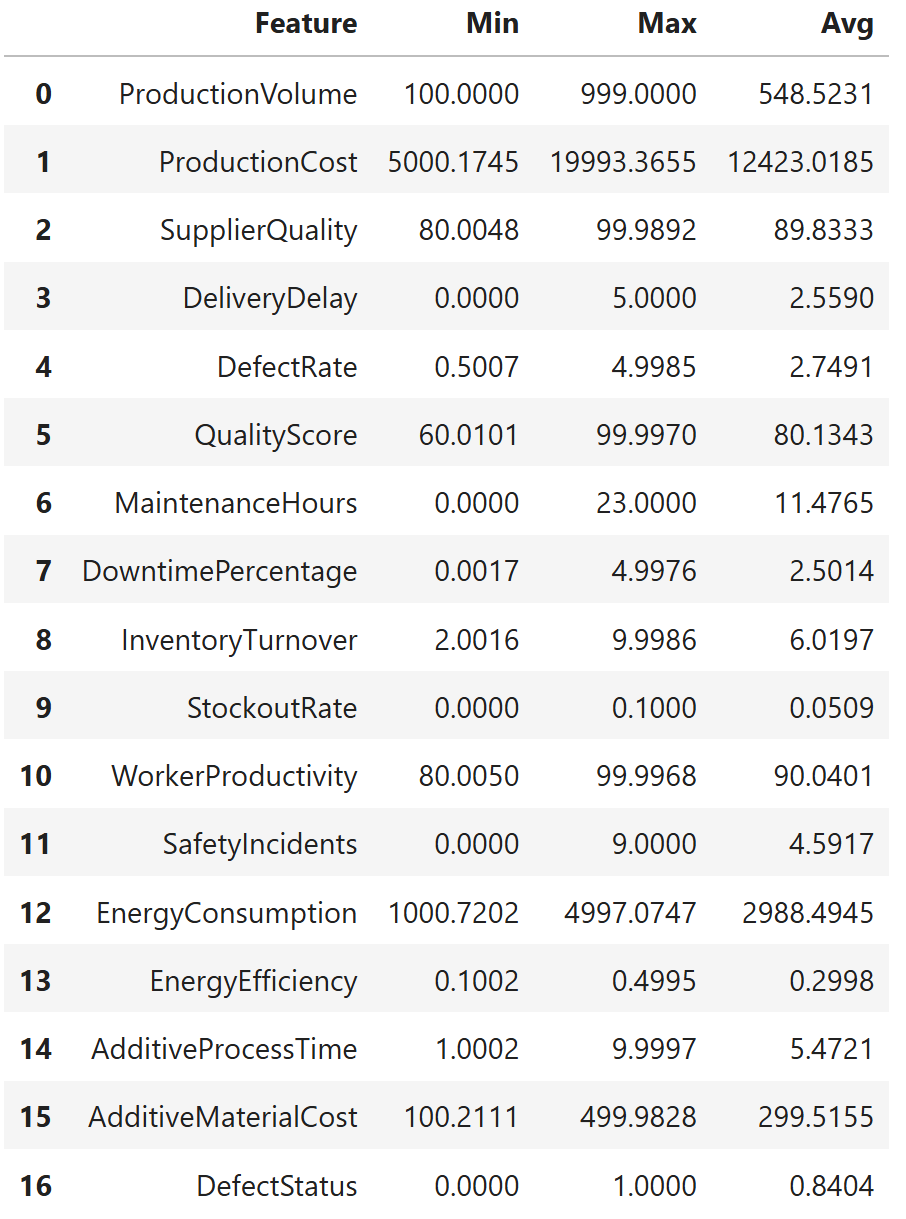 Feature Min Max Avg
0 ProductionVolume 100.0000 999.0000 548.5231
1 ProductionCost 5000.1745 19993.3655 12423.0185
2 SupplierQuality 80.0048 99.9892 89.8333
3 DeliveryDelay 0.0000 5.0000 2.5590
4 DefectRate 0.5007 4.9985 2.7491
5 QualityScore 60.0101 99.9970 80.1343
6 MaintenanceHours 0.0000 23.0000 11.4765
7 DowntimePercentage 0.0017 4.9976 2.5014
8 InventoryTurnover 2.0016 9.9986 6.0197
9 StockoutRate 0.0000 0.1000 0.0509
10 WorkerProductivity 80.0050 99.9968 90.0401
11 SafetyIncidents 0.0000 9.0000 4.5917
12 EnergyConsumption 1000.7202 4997.0747 2988.4945
13 EnergyEfficiency 0.1002 0.4995 0.2998
14 AdditiveProcessTime 1.0002 9.9997 5.4721
15 AdditiveMaterialCost 100.2111 499.9828 299.5155
16 DefectStatus 0.0000 1.0000 0.8404